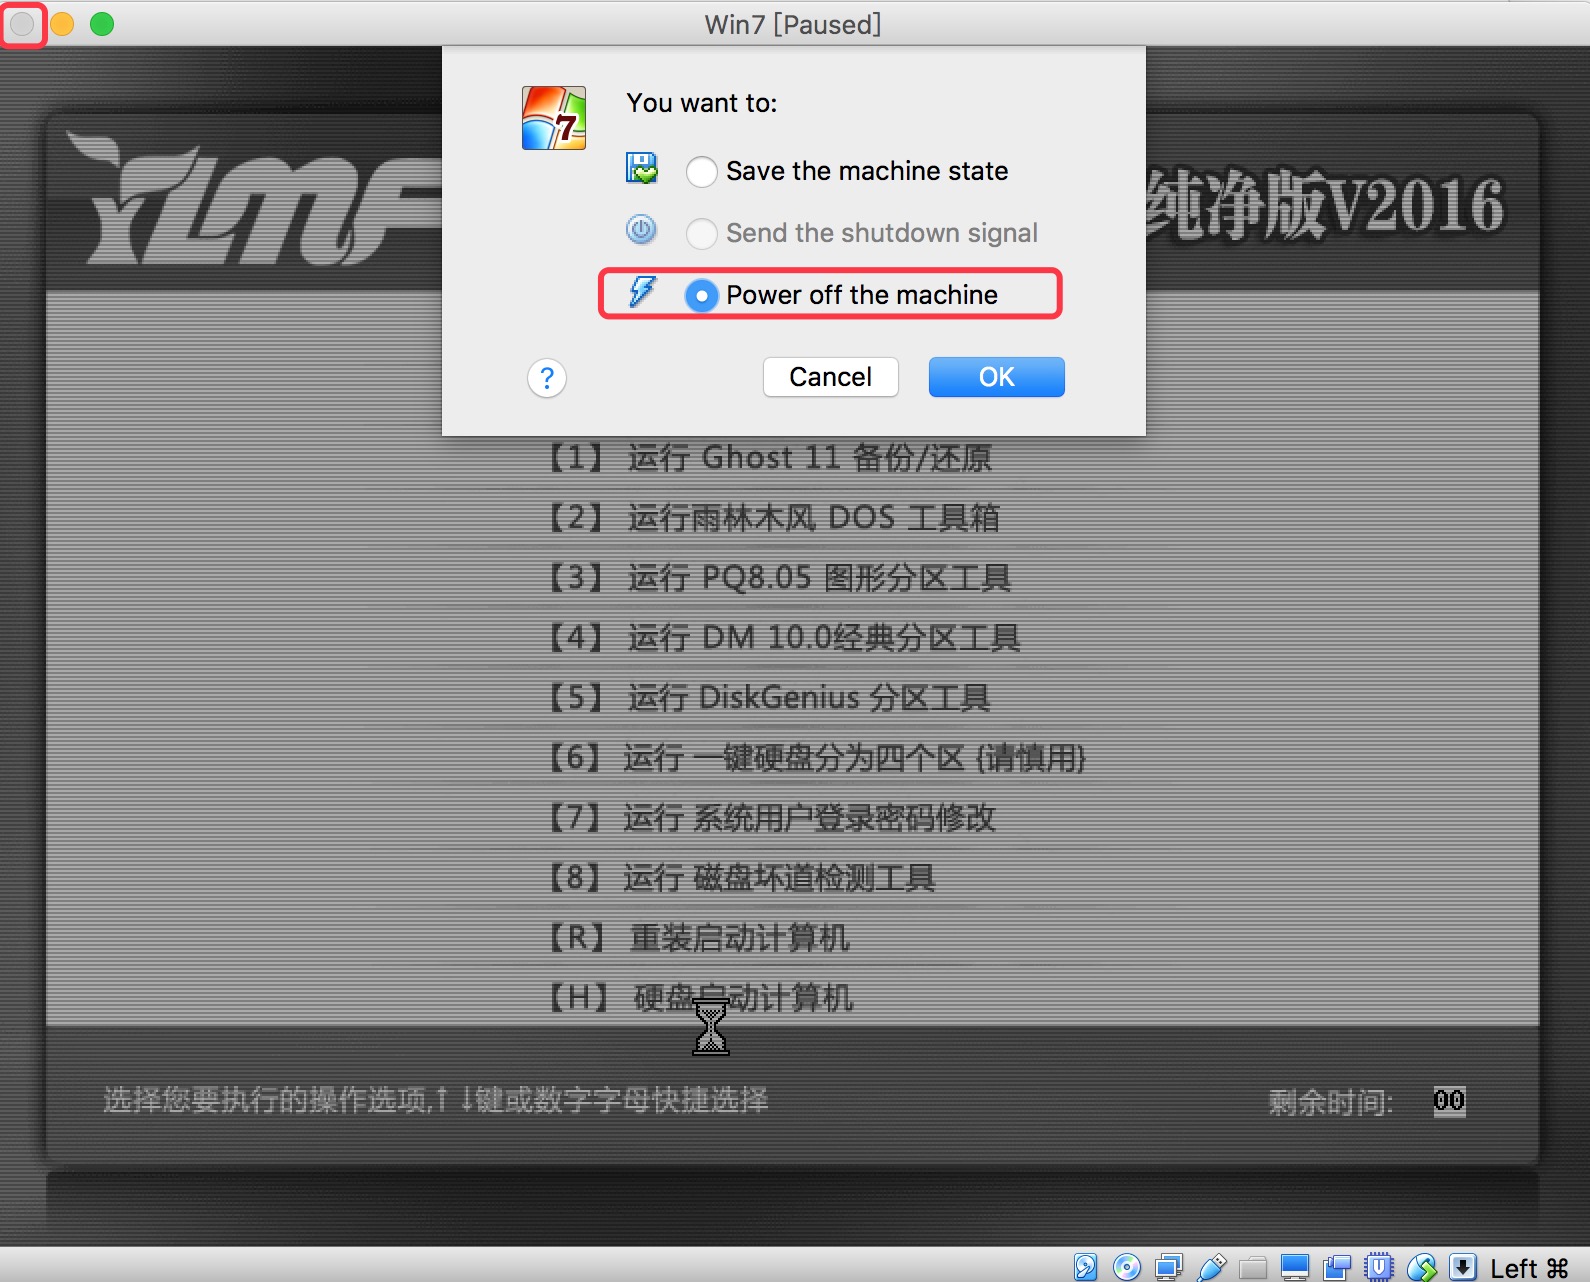 Win7 [Paused]
You want to:
7
Save the machine state
Send the shutdown signal
Power off the machine
?
Cancel
OK
YLMF
纯净版V2016
【1】 运行 Ghost 11 备份/还原
【2】 运行雨林木风 DOS 工具箱
【3】 运行 PQ8.05 图形分区工具
【4】 运行 DM 10.0经典分区工具
【5】 运行 DiskGenius 分区工具
【6】 运行 一键硬盘分为四个区 {请慎用}
【7】 运行 系统用户登录密码修改
【8】 运行 磁盘坏道检测工具
【R】 重装启动计算机
【H】 硬盘启动计算机
选择您要执行的操作选项,↑↓键或数字字母快捷选择
剩余时间: 00
Left ⌘